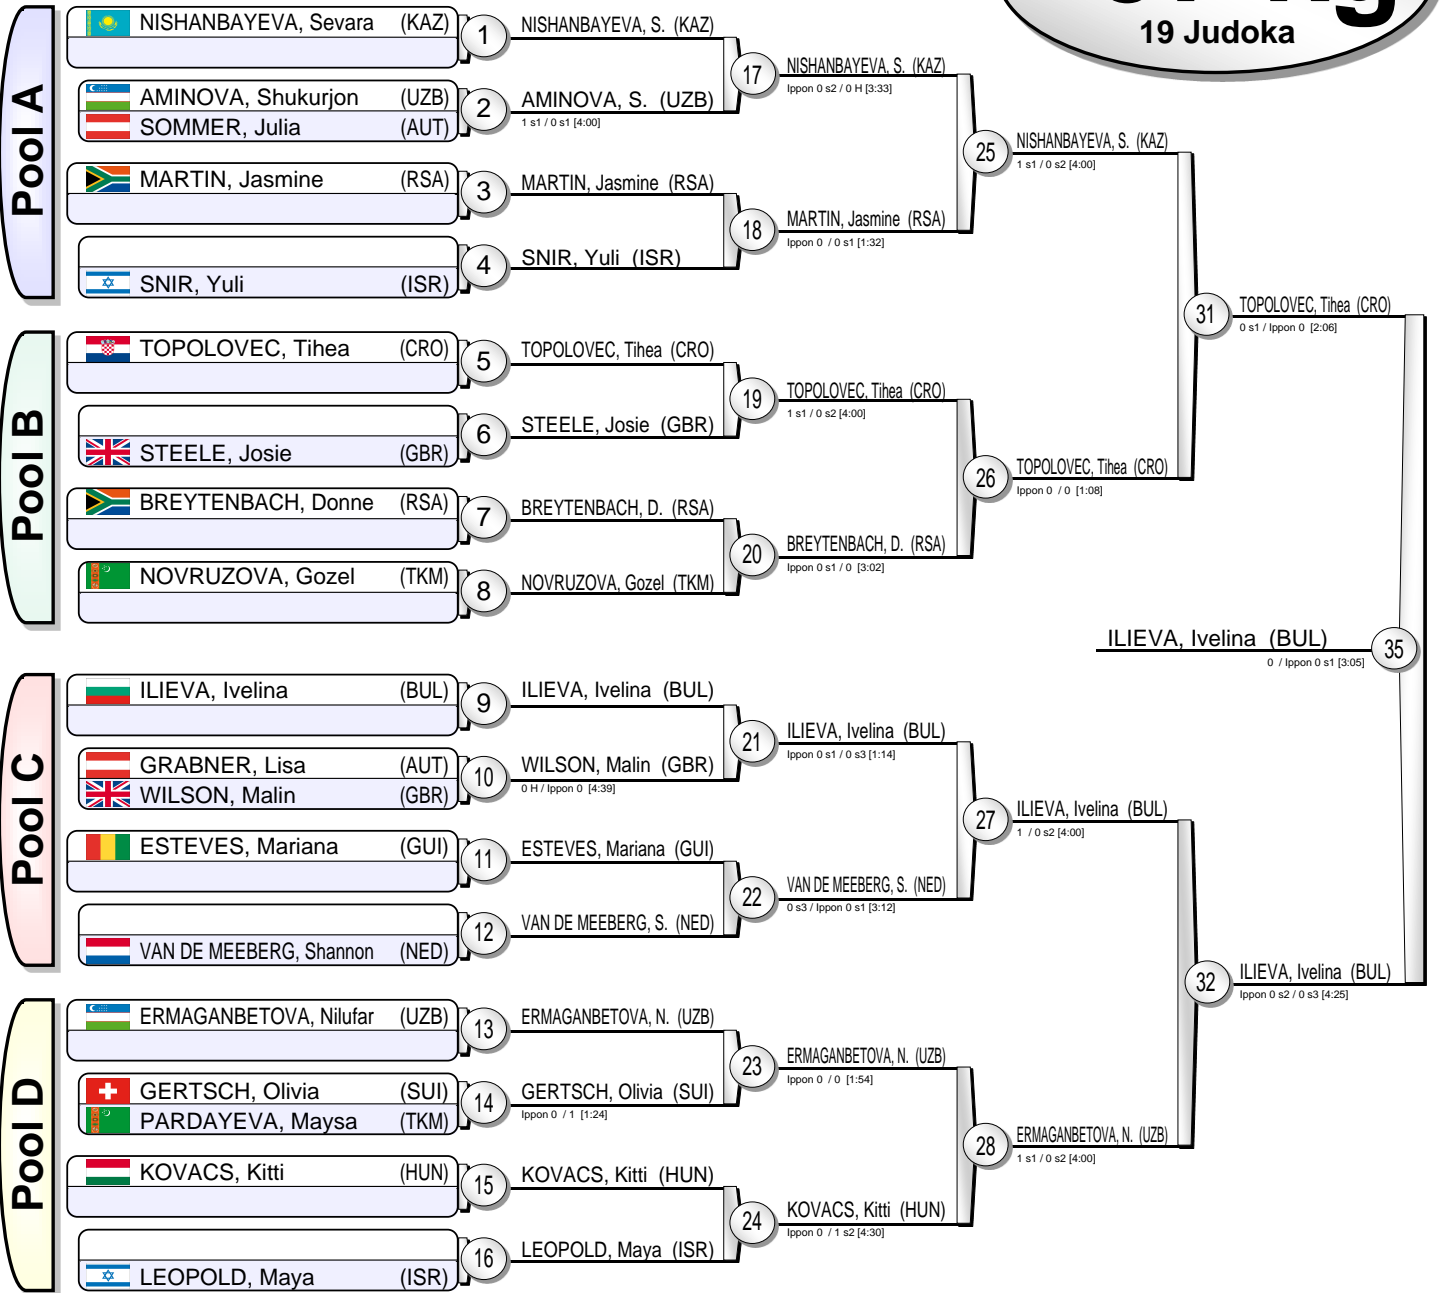 19 Judoka
Pool A
NISHANBAYEVA, Sevara (KAZ)
1
NISHANBAYEVA, S. (KAZ)
AMINOVA, Shukurjon (UZB)
SOMMER, Julia (AUT)
2
AMINOVA, S. (UZB)
1 s1 / 0 s1 [4:00]
17
NISHANBAYEVA, S. (KAZ)
Ippon 0 s2 / 0 H [3:33]
MARTIN, Jasmine (RSA)
3
MARTIN, Jasmine (RSA)
SNIR, Yuli (ISR)
4
SNIR, Yuli (ISR)
18
MARTIN, Jasmine (RSA)
Ippon 0 / 0 s1 [1:32]
25
NISHANBAYEVA, S. (KAZ)
1 s1 / 0 s2 [4:00]
Pool B
TOPOLOVEC, Tihea (CRO)
5
TOPOLOVEC, Tihea (CRO)
STEELE, Josie (GBR)
6
STEELE, Josie (GBR)
19
TOPOLOVEC, Tihea (CRO)
1 s1 / 0 s2 [4:00]
BREYTENBACH, Donne (RSA)
7
BREYTENBACH, D. (RSA)
NOVRUZOVA, Gozel (TKM)
8
NOVRUZOVA, Gozel (TKM)
20
BREYTENBACH, D. (RSA)
Ippon 0 s1 / 0 [3:02]
26
TOPOLOVEC, Tihea (CRO)
Ippon 0 / 0 [1:08]
31
TOPOLOVEC, Tihea (CRO)
0 s1 / Ippon 0 [2:06]
ILIEVA, Ivelina (BUL)
0 / Ippon 0 s1 [3:05]
35
Pool C
ILIEVA, Ivelina (BUL)
9
ILIEVA, Ivelina (BUL)
GRABNER, Lisa (AUT)
WILSON, Malin (GBR)
10
WILSON, Malin (GBR)
0 H / Ippon 0 [4:39]
21
ILIEVA, Ivelina (BUL)
Ippon 0 s1 / 0 s3 [1:14]
ESTEVES, Mariana (GUI)
11
ESTEVES, Mariana (GUI)
VAN DE MEEBERG, Shannon (NED)
12
VAN DE MEEBERG, S. (NED)
22
VAN DE MEEBERG, S. (NED)
0 s3 / Ippon 0 s1 [3:12]
27
ILIEVA, Ivelina (BUL)
1 / 0 s2 [4:00]
Pool D
ERMAGANBETOVA, Nilufar (UZB)
13
ERMAGANBETOVA, N. (UZB)
GERTSCH, Olivia (SUI)
PARDAYEVA, Maysa (TKM)
14
GERTSCH, Olivia (SUI)
Ippon 0 / 1 [1:24]
23
ERMAGANBETOVA, N. (UZB)
Ippon 0 / 0 [1:54]
KOVACS, Kitti (HUN)
15
KOVACS, Kitti (HUN)
LEOPOLD, Maya (ISR)
16
LEOPOLD, Maya (ISR)
24
KOVACS, Kitti (HUN)
Ippon 0 / 1 s2 [4:30]
28
ERMAGANBETOVA, N. (UZB)
1 s1 / 0 s2 [4:00]
32
ILIEVA, Ivelina (BUL)
Ippon 0 s2 / 0 s3 [4:25]